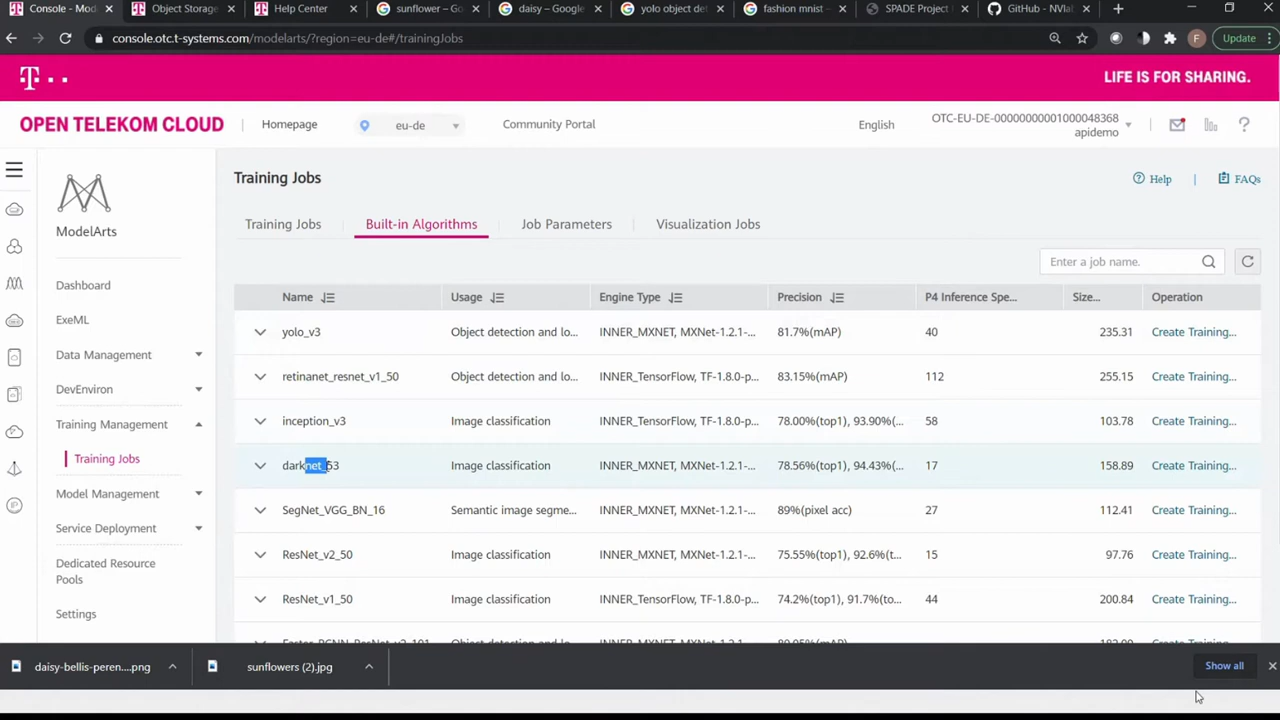 Console - Mod
Object Storage
Help Center
sunflower – Go
daisy – Google
yolo object det
fashion mnist –
SPADE Project
GitHub - NVlab
console.otc.t-systems.com/modelarts/?region=eu-de#/trainingJobs
F
Update
T
LIFE IS FOR SHARING.
OPEN TELEKOM CLOUD
Homepage
eu-de
Community Portal
English
OTC-EU-DE-00000000001000048368
apidemo
ModelArts
Dashboard
ExeML
Data Management
DevEnviron
Training Management
Training Jobs
Model Management
Service Deployment
Dedicated Resource
Pools
Settings
Training Jobs
Help
FAQs
Training Jobs
Built-in Algorithms
Job Parameters
Visualization Jobs
Enter a job name.
Name Usage Engine Type Precision P4 Inference Spe... Size... Operation
yolo_v3 Object detection and lo... INNER_MXNET, MXNet-1.2.1-... 81.7%(mAP) 40 235.31 Create Training...
retinanet_resnet_v1_50 Object detection and lo... INNER_TensorFlow, TF-1.8.0-p... 83.15%(mAP) 112 255.15 Create Training...
inception_v3 Image classification INNER_TensorFlow, TF-1.8.0-p... 78.00%(top1), 93.90%(... 58 103.78 Create Training...
darknet_53 Image classification INNER_MXNET, MXNet-1.2.1-... 78.56%(top1), 94.43%(... 17 158.89 Create Training...
SegNet_VGG_BN_16 Semantic image segme... INNER_MXNET, MXNet-1.2.1-... 89%(pixel acc) 27 112.41 Create Training...
ResNet_v2_50 Image classification INNER_MXNET, MXNet-1.2.1-... 75.55%(top1), 92.6%(t... 15 97.76 Create Training...
ResNet_v1_50 Image classification INNER_TensorFlow, TF-1.8.0-p... 74.2%(top1), 91.7%(to... 44 200.84 Create Training...
daisy-bellis-peren....png
sunflowers (2).jpg
Show all